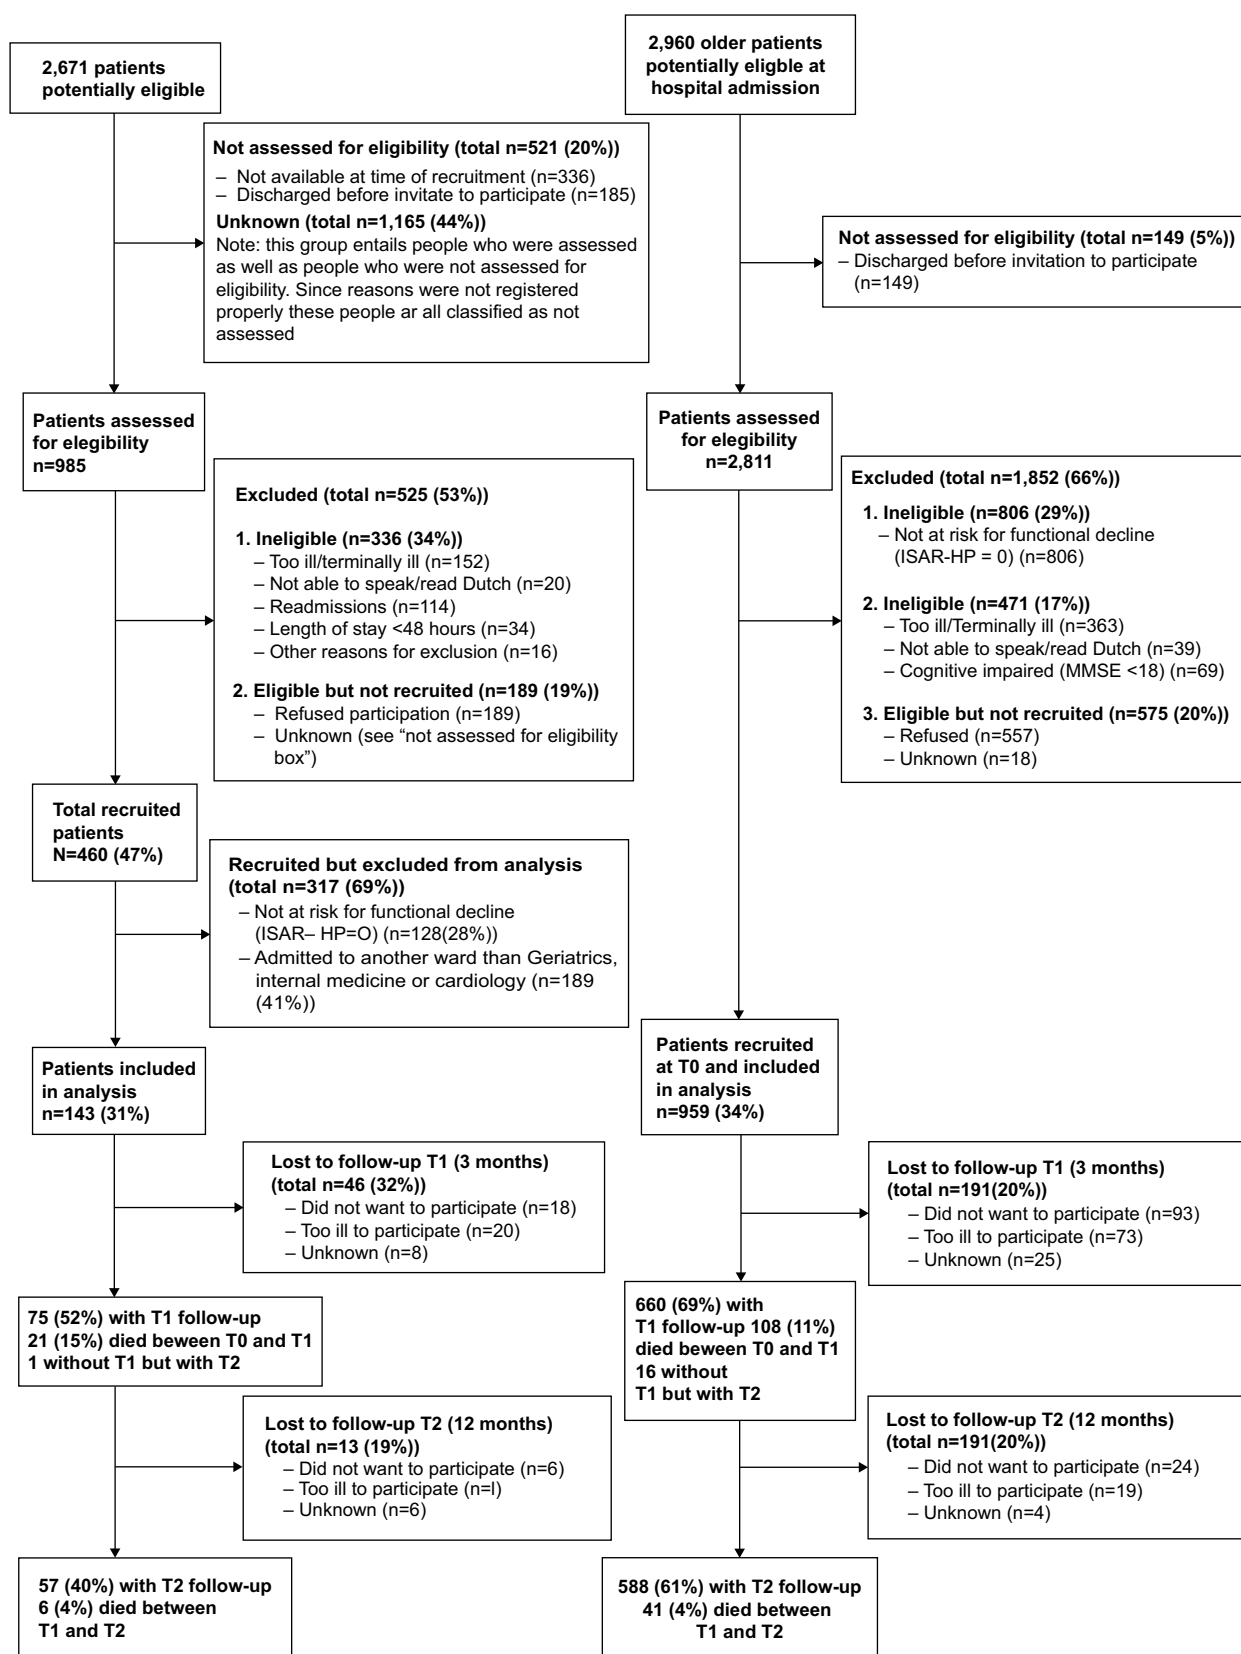 2,671 patients
potentially eligible
Not assessed for eligibility (total n=521 (20%))
– Not available at time of recruitment (n=336)
– Discharged before invitate to participate (n=185)
Unknown (total n=1,165 (44%))
Note: this group entails people who were assessed
as well as people who were not assessed for
eligibility. Since reasons were not registered
properly these people ar all classified as not
assessed
Patients assessed
for elegibility
n=985
Excluded (total n=525 (53%))
1. Ineligible (n=336 (34%))
– Too ill/terminally ill (n=152)
– Not able to speak/read Dutch (n=20)
– Readmissions (n=114)
– Length of stay <48 hours (n=34)
– Other reasons for exclusion (n=16)
2. Eligible but not recruited (n=189 (19%))
– Refused participation (n=189)
– Unknown (see “not assessed for eligibility
box”)
Total recruited
patients
N=460 (47%)
Recruited but excluded from analysis
(total n=317 (69%))
– Not at risk for functional decline
(ISAR– HP=O) (n=128(28%))
– Admitted to another ward than Geriatrics,
internal medicine or cardiology (n=189
(41%))
Patients included
in analysis
n=143 (31%)
Lost to follow-up T1 (3 months)
(total n=46 (32%))
– Did not want to participate (n=18)
– Too ill to participate (n=20)
– Unknown (n=8)
75 (52%) with T1 follow-up
21 (15%) died beween T0 and T1
1 without T1 but with T2
Lost to follow-up T2 (12 months)
(total n=13 (19%))
– Did not want to participate (n=6)
– Too ill to participate (n=l)
– Unknown (n=6)
57 (40%) with T2 follow-up
6 (4%) died between
T1 and T2
2,960 older patients
potentially eligble at
hospital admission
Not assessed for eligibility (total n=149 (5%))
– Discharged before invitation to participate
(n=149)
Patients assessed
for elegibility
n=2,811
Excluded (total n=1,852 (66%))
1. Ineligible (n=806 (29%))
– Not at risk for functional decline
(ISAR-HP = 0) (n=806)
2. Ineligible (n=471 (17%))
– Too ill/Terminally ill (n=363)
– Not able to speak/read Dutch (n=39)
– Cognitive impaired (MMSE <18) (n=69)
3. Eligible but not recruited (n=575 (20%))
– Refused (n=557)
– Unknown (n=18)
Patients recruited
at T0 and included
in analysis
n=959 (34%)
Lost to follow-up T1 (3 months)
(total n=191(20%))
– Did not want to participate (n=93)
– Too ill to participate (n=73)
– Unknown (n=25)
660 (69%) with
T1 follow-up 108 (11%)
died beween T0 and T1
16 without
T1 but with T2
Lost to follow-up T2 (12 months)
(total n=191(20%))
– Did not want to participate (n=24)
– Too ill to participate (n=19)
– Unknown (n=4)
588 (61%) with T2 follow-up
41 (4%) died between
T1 and T2